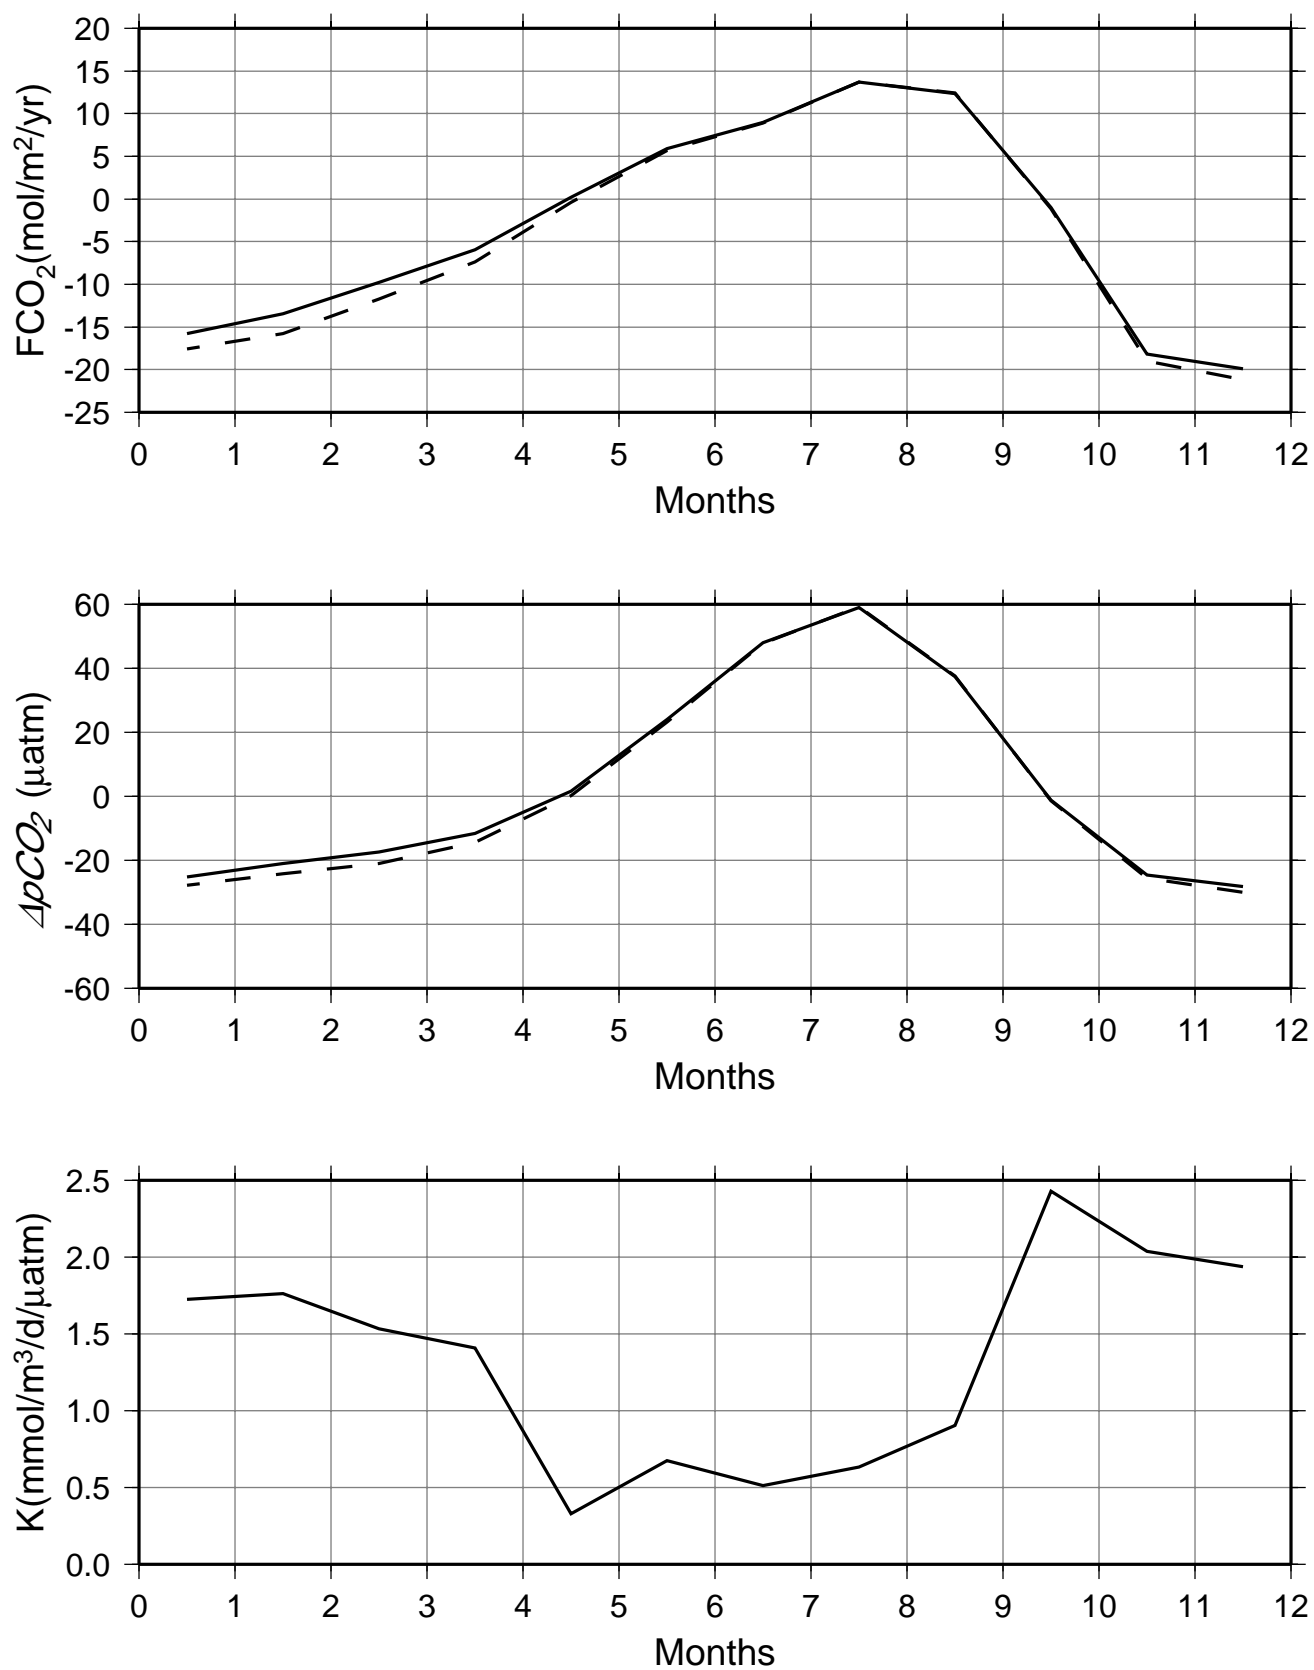 20
15
10
5
0
-5
-10
-15
-20
-25
FCO₂(mol/m²/yr)
0 1 2 3 4 5 6 7 8 9 10 11 12
Months
60
40
20
0
-20
-40
-60
ΔpCO₂ (μatm)
0 1 2 3 4 5 6 7 8 9 10 11 12
Months
2.5
2.0
1.5
1.0
0.5
0.0
K(mmol/m³/d/μatm)
0 1 2 3 4 5 6 7 8 9 10 11 12
Months